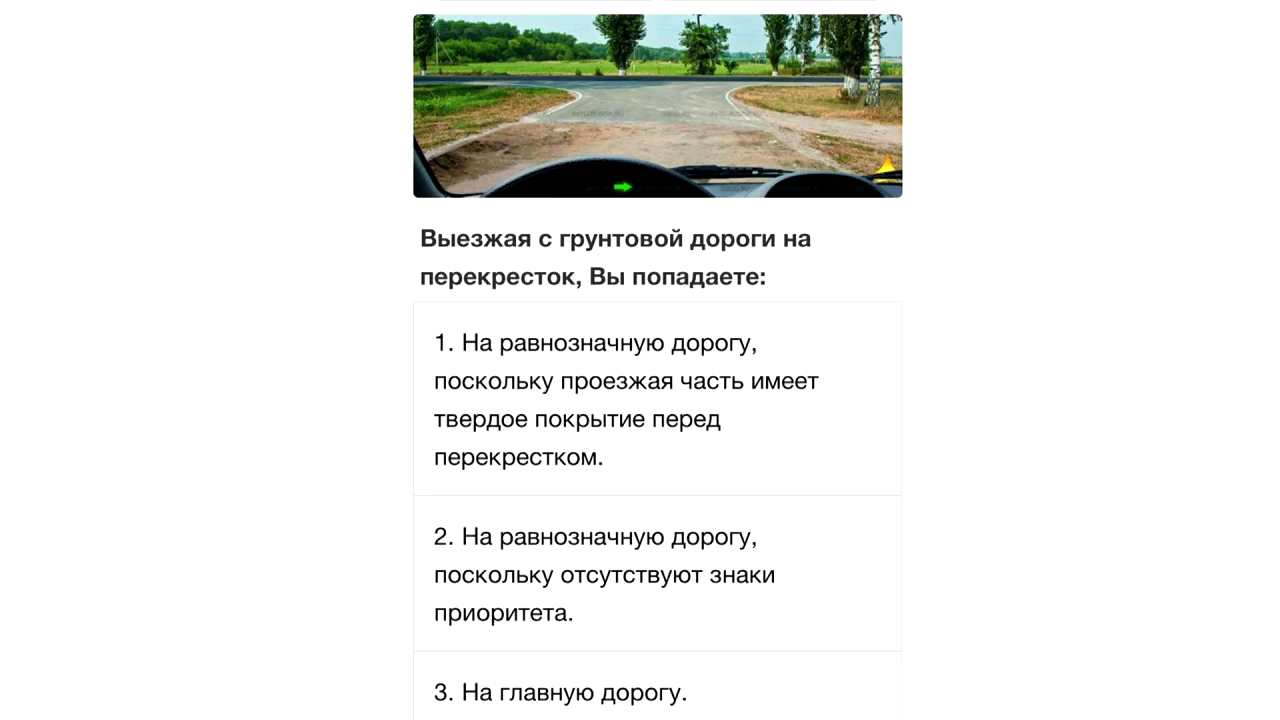 Выезжая с грунтовой дороги на
перекресток, Вы попадаете:
1. На равнозначную дорогу,
поскольку проезжая часть имеет
твердое покрытие перед
перекрестком.
2. На равнозначную дорогу,
поскольку отсутствуют знаки
приоритета.
3. На главную дорогу.